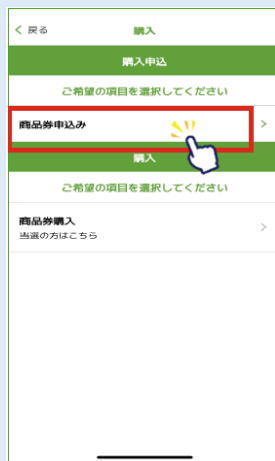 戻る 購入
購入申込
ご希望の項目を選択してください
商品券申込み
購入
ご希望の項目を選択してください
商品券購入
当選の方はこちら